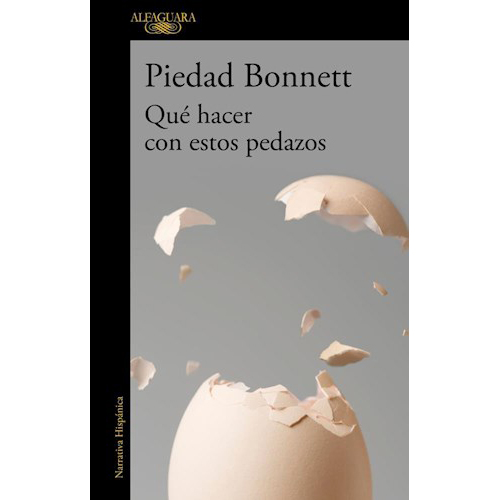 ALFAGUARA
Piedad Bonnett
Qué hacer
con estos pedazos
Narrativa Hispánica